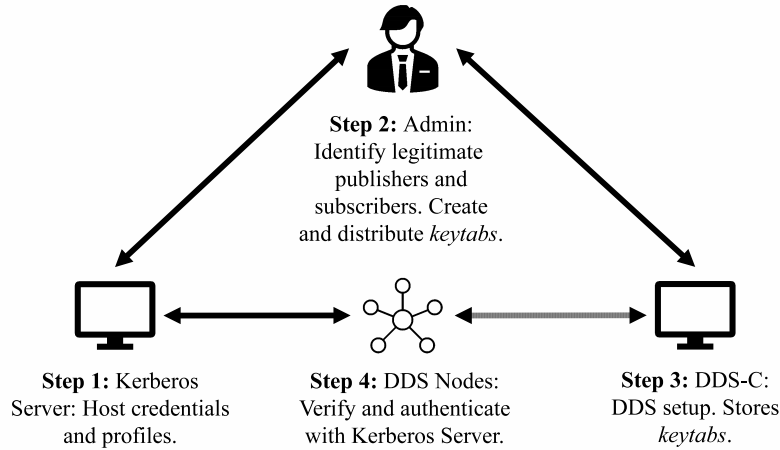 Step 2: Admin:
Identify legitimate
publishers and
subscribers. Create
and distribute keytabs.
Step 1: Kerberos
Server: Host credentials
and profiles.
Step 4: DDS Nodes:
Verify and authenticate
with Kerberos Server.
Step 3: DDS-C:
DDS setup. Stores
keytabs.